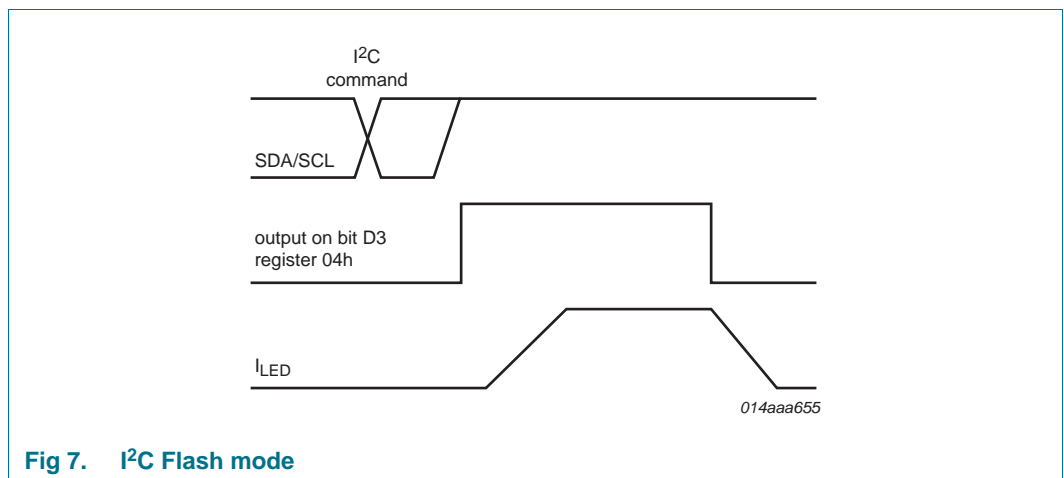 I²C
command
SDA/SCL
output on bit D3
register 04h
ILED
014aaa655
Fig 7. I²C Flash mode